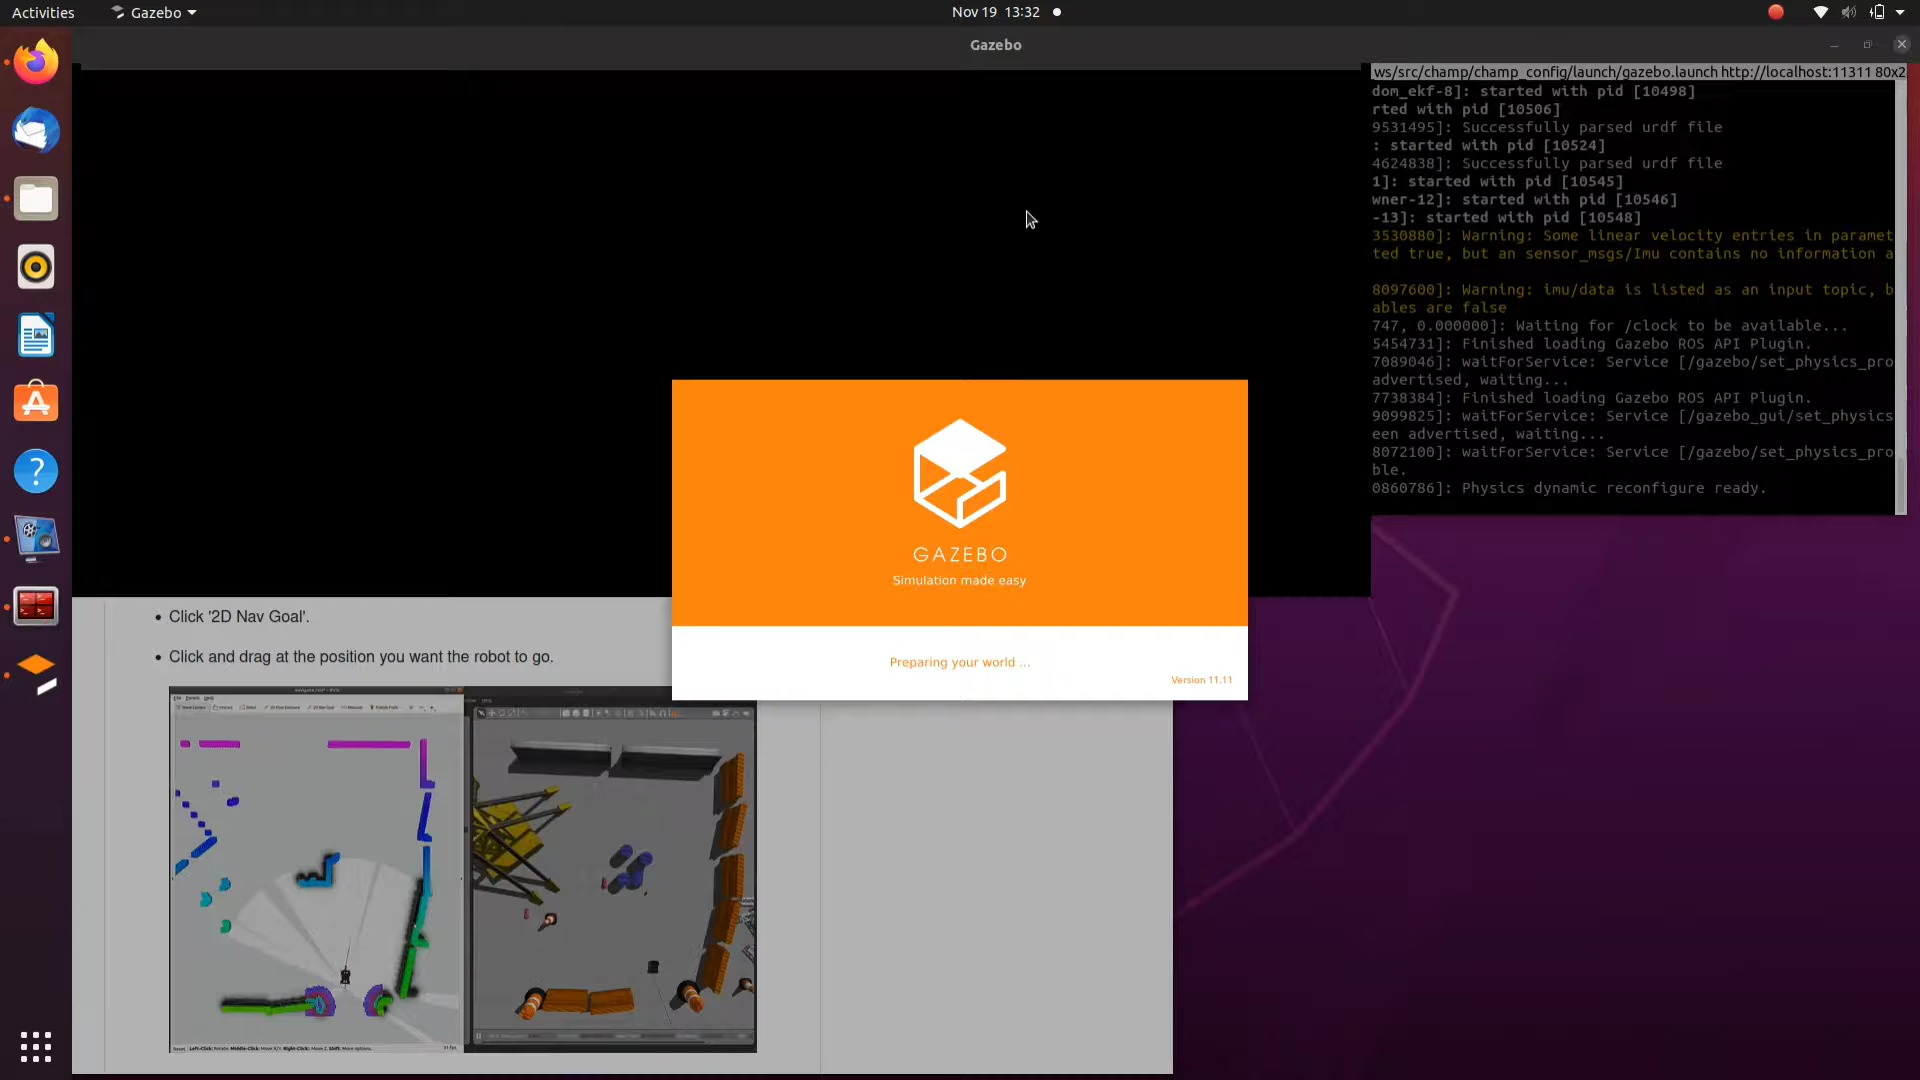 Activities
Gazebo
Nov 19 13:32
Gazebo
ws/src/champ/champ_config/launch/gazebo.launch http://localhost:11311 80x2
dom_ekf-8]: started with pid [10498]
rted with pid [10506]
9531495]: Successfully parsed urdf file
: started with pid [10524]
4624838]: Successfully parsed urdf file
1]: started with pid [10545]
wner-12]: started with pid [10546]
-13]: started with pid [10548]
3530880]: Warning: Some linear velocity entries in paramet
ted true, but an sensor_msgs/Imu contains no information a
8097600]: Warning: imu/data is listed as an input topic, b
ables are false
747, 0.000000]: Waiting for /clock to be available...
5454731]: Finished loading Gazebo ROS API Plugin.
7089046]: waitForService: Service [/gazebo/set_physics_pro
advertised, waiting...
7738384]: Finished loading Gazebo ROS API Plugin.
9099825]: waitForService: Service [/gazebo_gui/set_physics
een advertised, waiting...
8072100]: waitForService: Service [/gazebo/set_physics_pro
ble.
0860786]: Physics dynamic reconfigure ready.
GAZEBO
Simulation made easy
Preparing your world ...
Version 11.11
• Click '2D Nav Goal'.
• Click and drag at the position you want the robot to go.